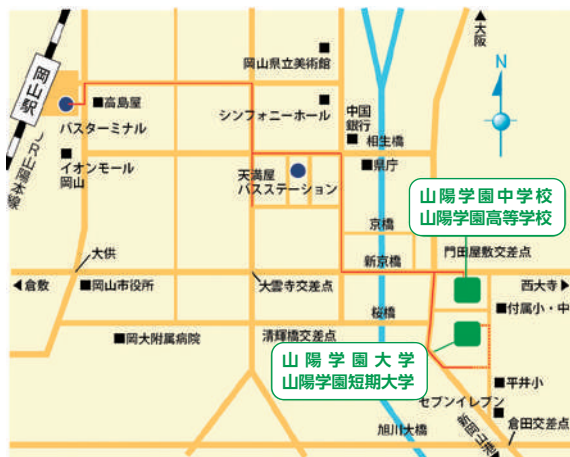 ▲大阪
N
岡山県立美術館
岡山駅
高島屋
シンフォニーホール
中国
銀行
バスターミナル
相生橋
JR山陽本線
イオンモール
岡山
県庁
天満屋
バスステーション
山陽学園中学校
山陽学園高等学校
京橋
大供
新京橋
門田屋敷交差点
◀倉敷
岡山市役所
大雲寺交差点
西大寺▶
付属小・中
桜橋
岡大附属病院
清輝橋交差点
山陽学園大学
山陽学園短期大学
平井小
セブンイレブン
旭川大橋
倉田交差点